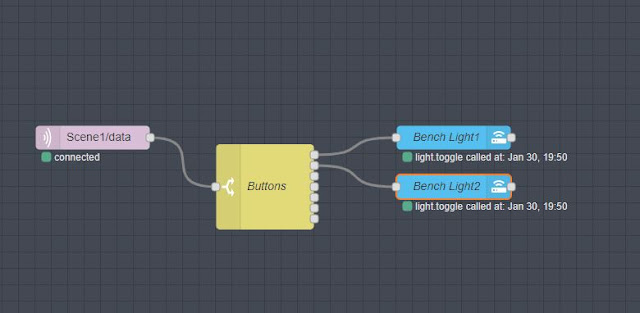 Scene1/data
connected
Buttons
Bench Light1
light.toggle called at: Jan 30, 19:50
Bench Light2
light.toggle called at: Jan 30, 19:50